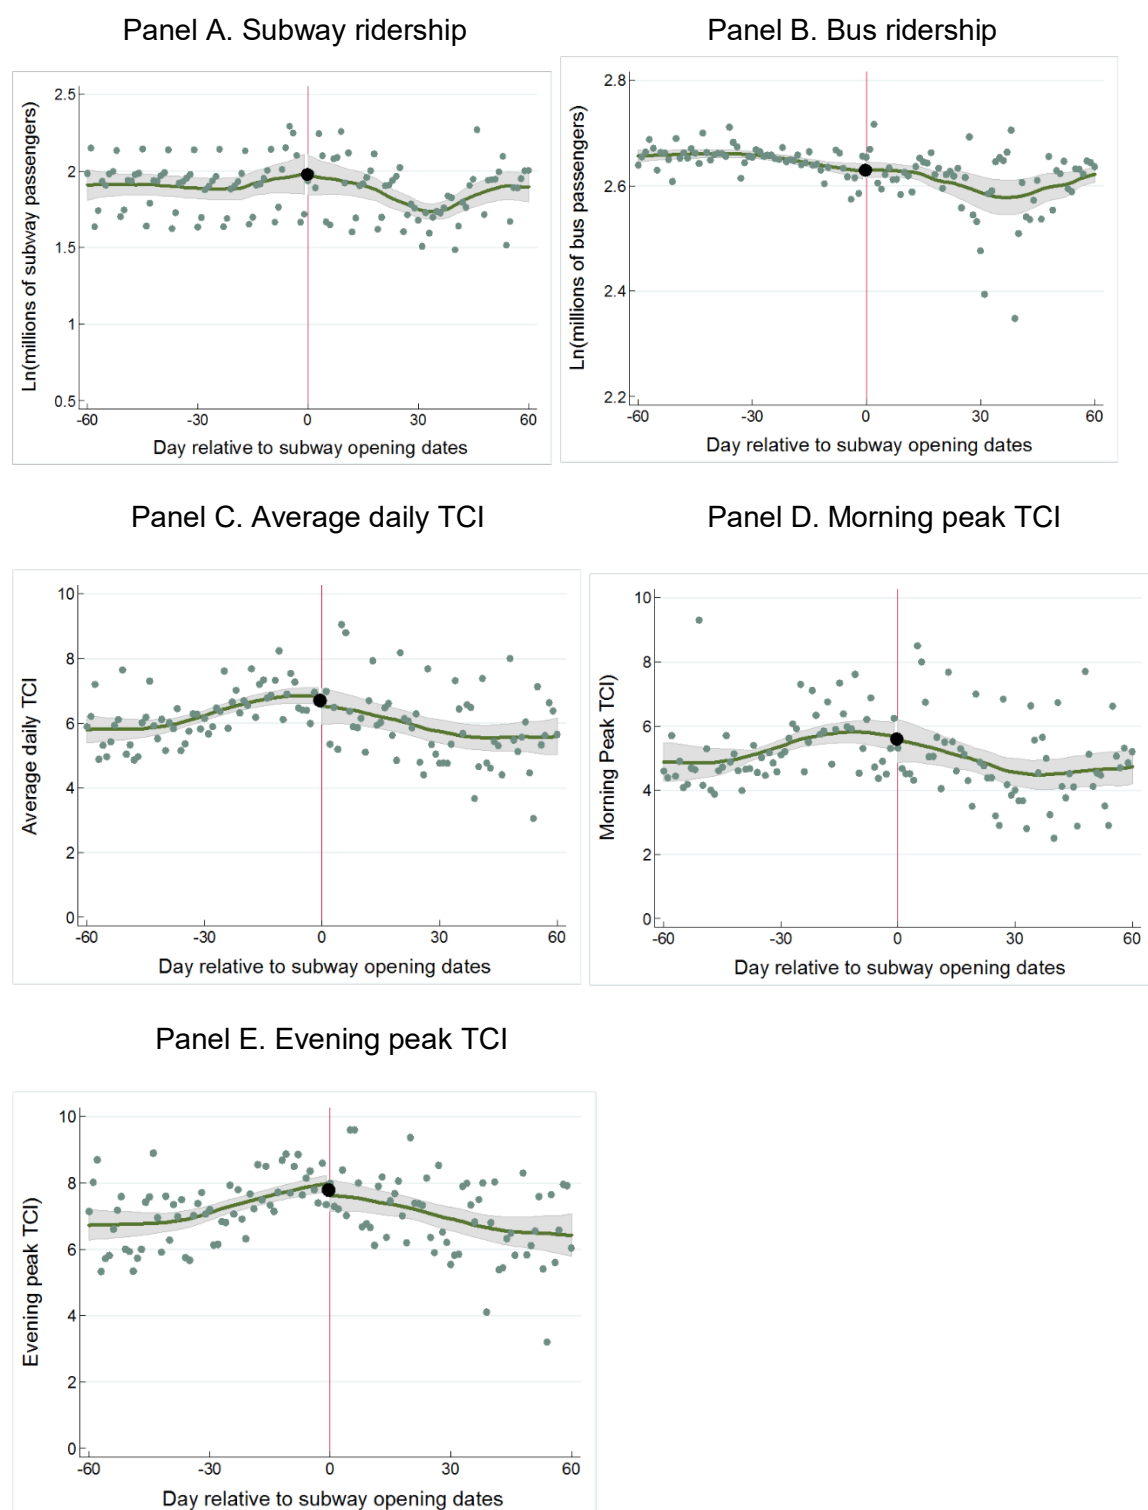 Panel A. Subway ridership
Panel B. Bus ridership
Ln(millions of subway passengers)
2.5
2
1.5
1
0.5
-60 -30 0 30 60
Day relative to subway opening dates
Ln(millions of bus passengers)
2.8
2.6
2.4
2.2
-60 -30 0 30 60
Day relative to subway opening dates
Panel C. Average daily TCI
Panel D. Morning peak TCI
Average daily TCI
10
8
6
4
2
0
-60 -30 0 30 60
Day relative to subway opening dates
Morning Peak TCI)
10
8
6
4
2
0
-60 -30 0 30 60
Day relative to subway opening dates
Panel E. Evening peak TCI
Evening peak TCI)
10
8
6
4
2
0
-60 -30 0 30 60
Day relative to subway opening dates